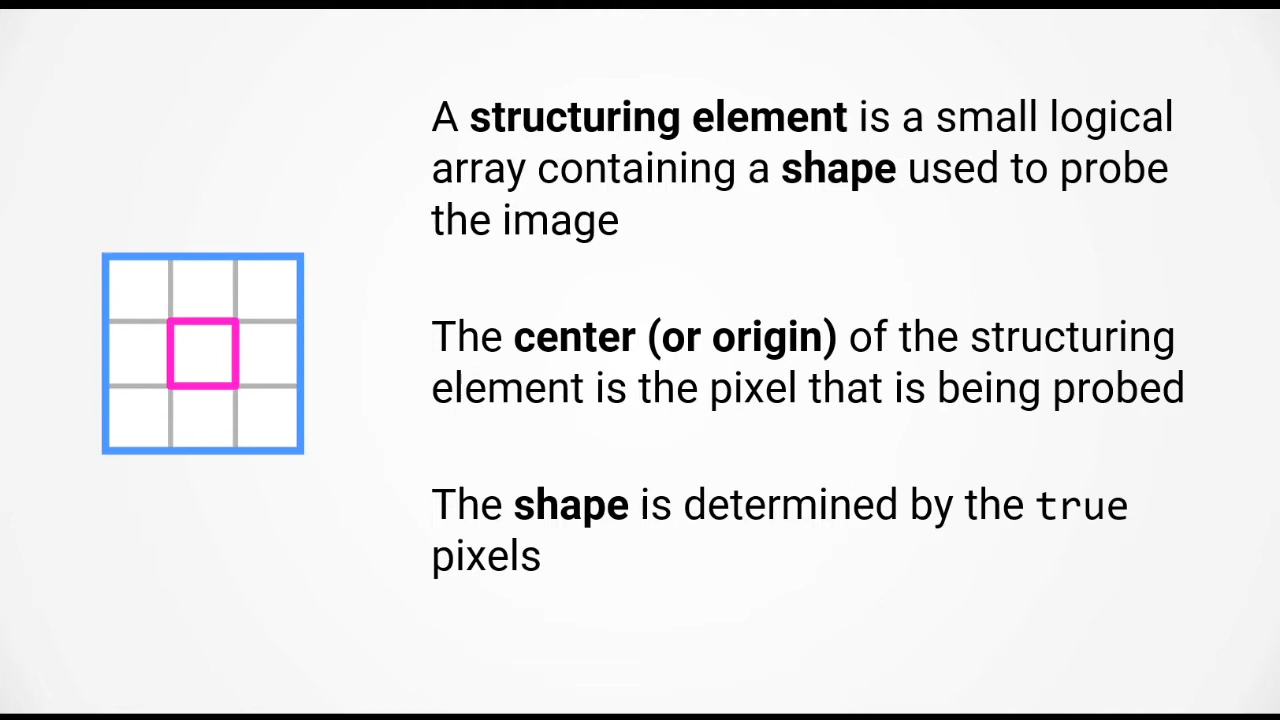 A structuring element is a small logical
array containing a shape used to probe
the image
The center (or origin) of the structuring
element is the pixel that is being probed
The shape is determined by the true
pixels